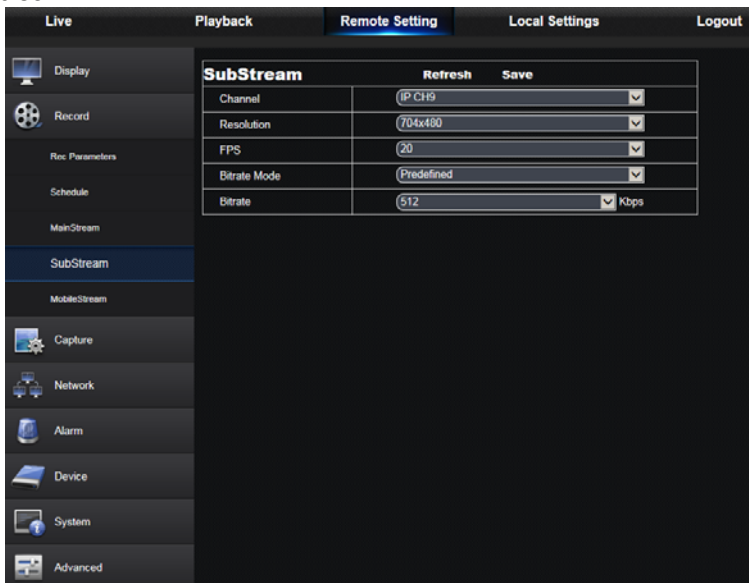 Live Playback Remote Setting Local Settings Logout
Display
Record
Rec Parameters
Schedule
MainStream
SubStream
MobileStream
Capture
Network
Alarm
Device
System
Advanced
SubStream Refresh Save
Channel IP CH9
Resolution 704x480
FPS 20
Bitrate Mode Predefined
Bitrate 512 Kbps